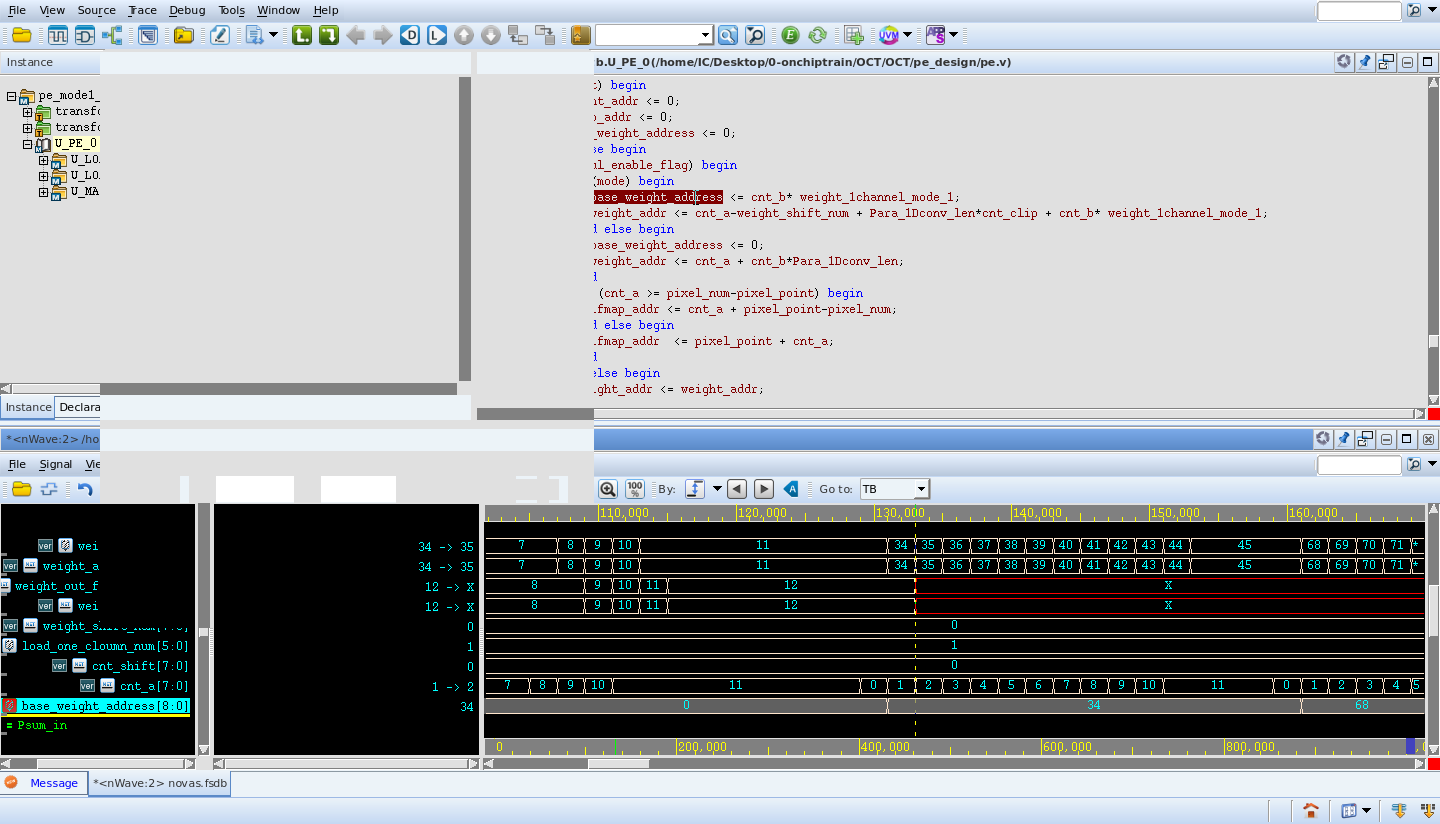 File View Source Trace Debug Tools Window Help
Instance
b.U_PE_0(/home/IC/Desktop/0-onchiptrain/OCT/OCT/pe_design/pe.v)
pe_mode1_
transfo
transfo
U_PE_0
U_LO
U_LO
U_MA
) begin
nt_addr <= 0;
p_addr <= 0;
_weight_address <= 0;
se begin
ul_enable_flag) begin
(mode) begin
base_weight_address <= cnt_b* weight_1channel_mode_1;
weight_addr <= cnt_a-weight_shift_num + Para_1Dconv_len*cnt_clip + cnt_b* weight_1channel_mode_1;
d else begin
base_weight_address <= 0;
weight_addr <= cnt_a + cnt_b*Para_1Dconv_len;
d
(cnt_a >= pixel_num-pixel_point) begin
ifmap_addr <= cnt_a + pixel_point-pixel_num;
d else begin
ifmap_addr <= pixel_point + cnt_a;
d
else begin
ight_addr <= weight_addr;
Instance Declara
*<nWave:2> /ho
File Signal Vie
100% By: Go to: TB
110,000 120,000 130,000 140,000 150,000 160,000
wei 34 -> 35 7 8 9 10 11 34 35 36 37 38 39 40 41 42 43 44 45 68 69 70 71 *
weight_a 34 -> 35 7 8 9 10 11 34 35 36 37 38 39 40 41 42 43 44 45 68 69 70 71 *
weight_out_f 12 -> X 8 9 10 11 12 X
wei 12 -> X 8 9 10 11 12 X
weight_shift_num[7:0] 0 0
load_one_cloumn_num[5:0] 1 1
cnt_shift[7:0] 0 0
cnt_a[7:0] 1 -> 2 7 8 9 10 11 0 1 2 3 4 5 6 7 8 9 10 11 0 1 2 3 4 5
base_weight_address[8:0] 34 0 34 68
= Psum_in
0 200,000 400,000 600,000 800,000
Message *<nWave:2> novas.fsdb